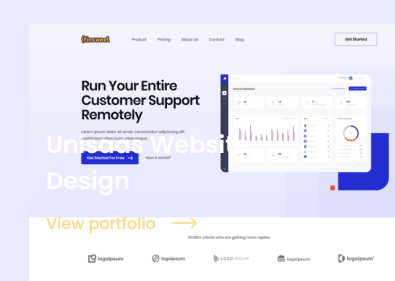 Finsweet
Product Pricing About Us Contact Blog
Get Started
Run Your Entire
Customer Support
Remotely
Lorem ipsum dolor sit amet, consectetur adipiscing elit,
Unisaas Website
Design
Get Started For Free →
How it works?
View portfolio →
10,000+ clients who are getting more replies
logoipsum
logoipsum
LOGOIPSUM
logoipsum
logoipsum